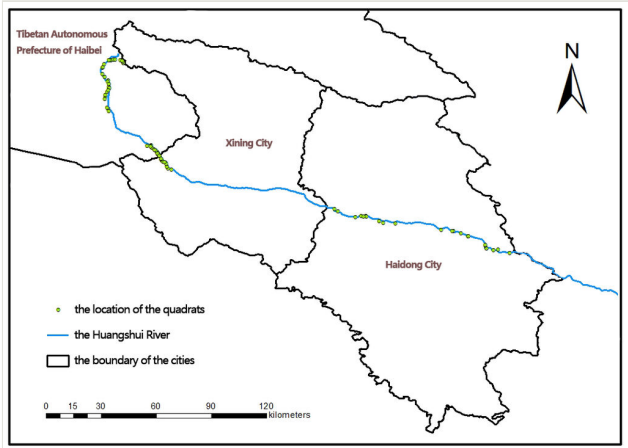 Tibetan Autonomous
Prefecture of Haibei
N
Xining City
Haidong City
the location of the quadrats
the Huangshui River
the boundary of the cities
0 15 30 60 90 120
kilometers